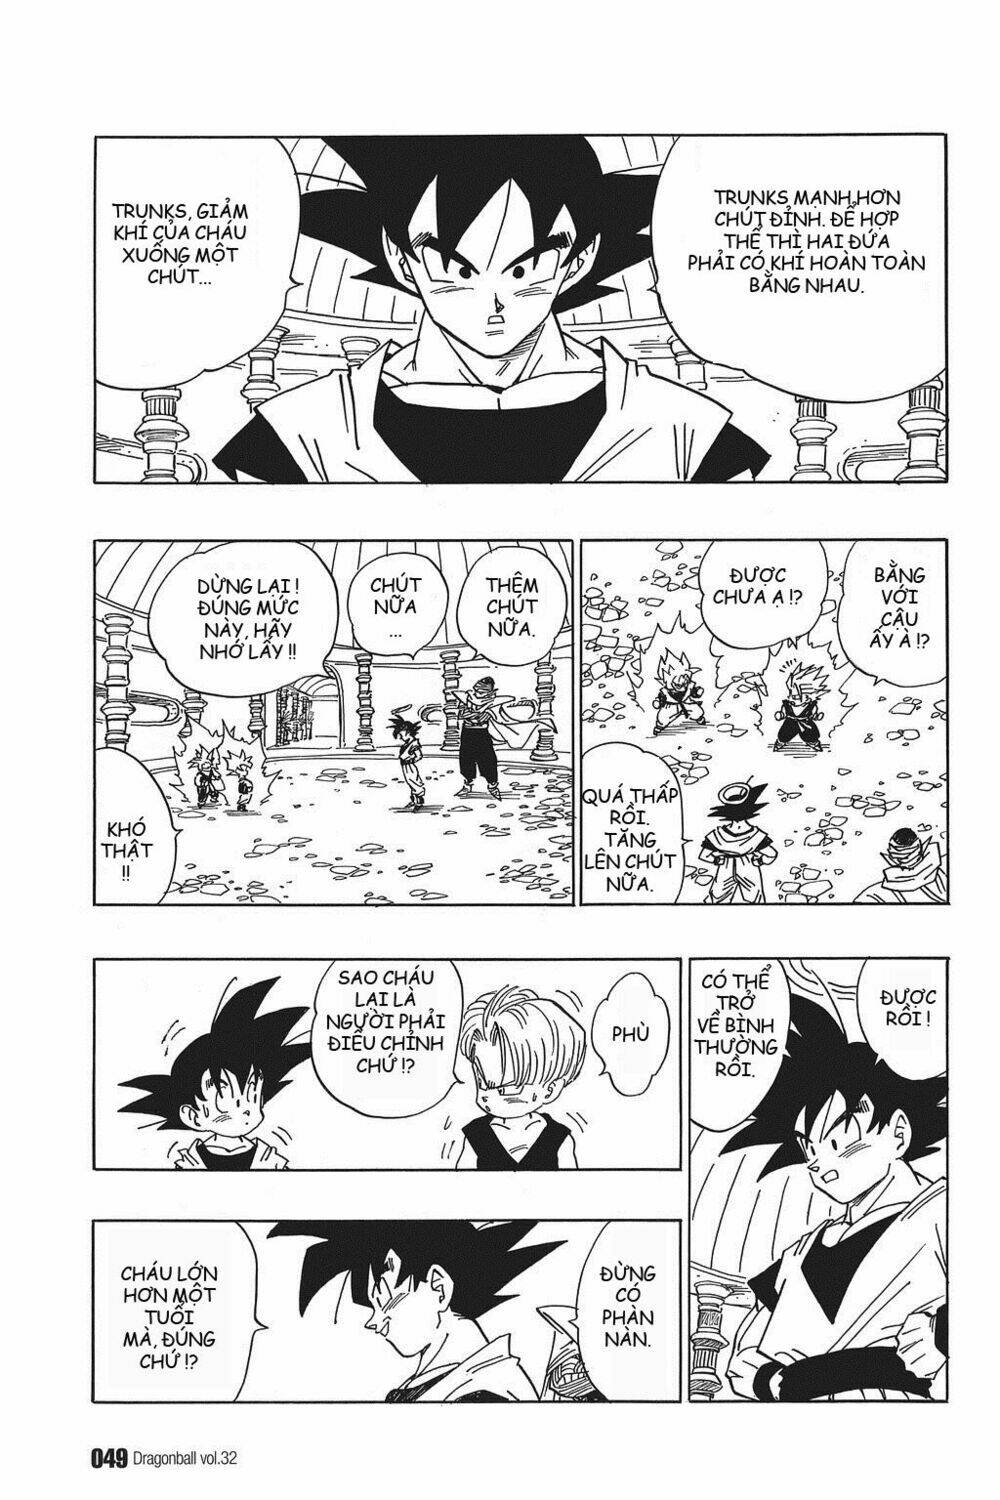 TRUNKS MẠNH HƠN
CHÚT ĐỈNH. ĐỂ HỢP
THỂ THÌ HAI ĐỨA
PHẢI CÓ KHÍ HOÀN TOÀN
BẰNG NHAU.
TRUNKS, GIẢM
KHÍ CỦA CHÁU
XUỐNG MỘT
CHÚT...
BẰNG
VỚI
CẬU
ẤY À !?
ĐƯỢC
CHƯA Ạ !?
QUÁ THẤP
RỒI.
TĂNG
LÊN CHÚT
NỮA.
THÊM
CHÚT
NỮA.
CHÚT
NỮA
...
DỪNG LẠI !
ĐÚNG MỨC
NÀY, HÃY
NHỚ LẤY !!
KHÓ
THẬT
!!
ĐƯỢC
RỒI !
CÓ THỂ
TRỞ
VỀ BÌNH
THƯỜNG
RỒI.
PHÙ
SAO CHÁU
LẠI LÀ
NGƯỜI PHẢI
ĐIỀU CHỈNH
CHỨ !?
ĐỪNG
CÓ
PHÀN
NÀN.
CHÁU LỚN
HƠN MỘT
TUỔI
MÀ, ĐÚNG
CHỨ !?
049 Dragonball vol.32